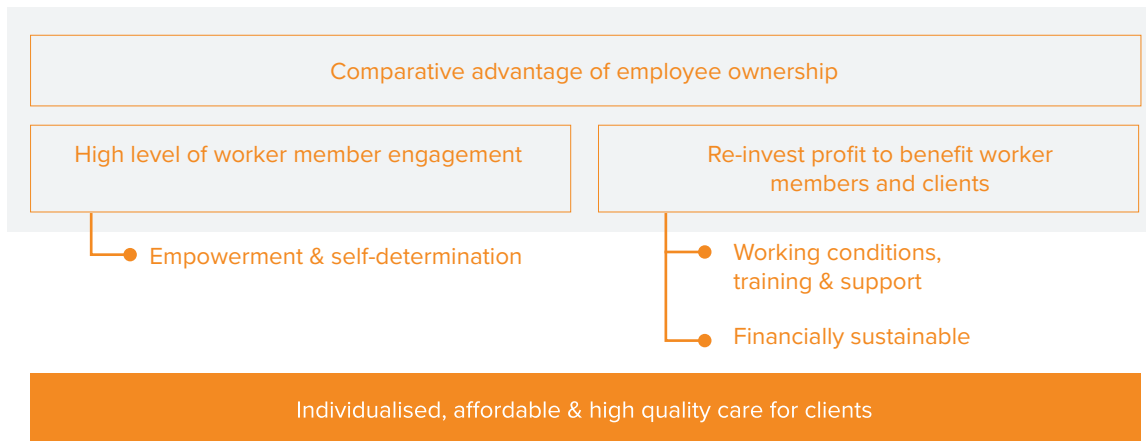 Comparative advantage of employee ownership
High level of worker member engagement
Re-invest profit to benefit worker
members and clients
Empowerment & self-determination
Working conditions,
training & support
Financially sustainable
Individualised, affordable & high quality care for clients